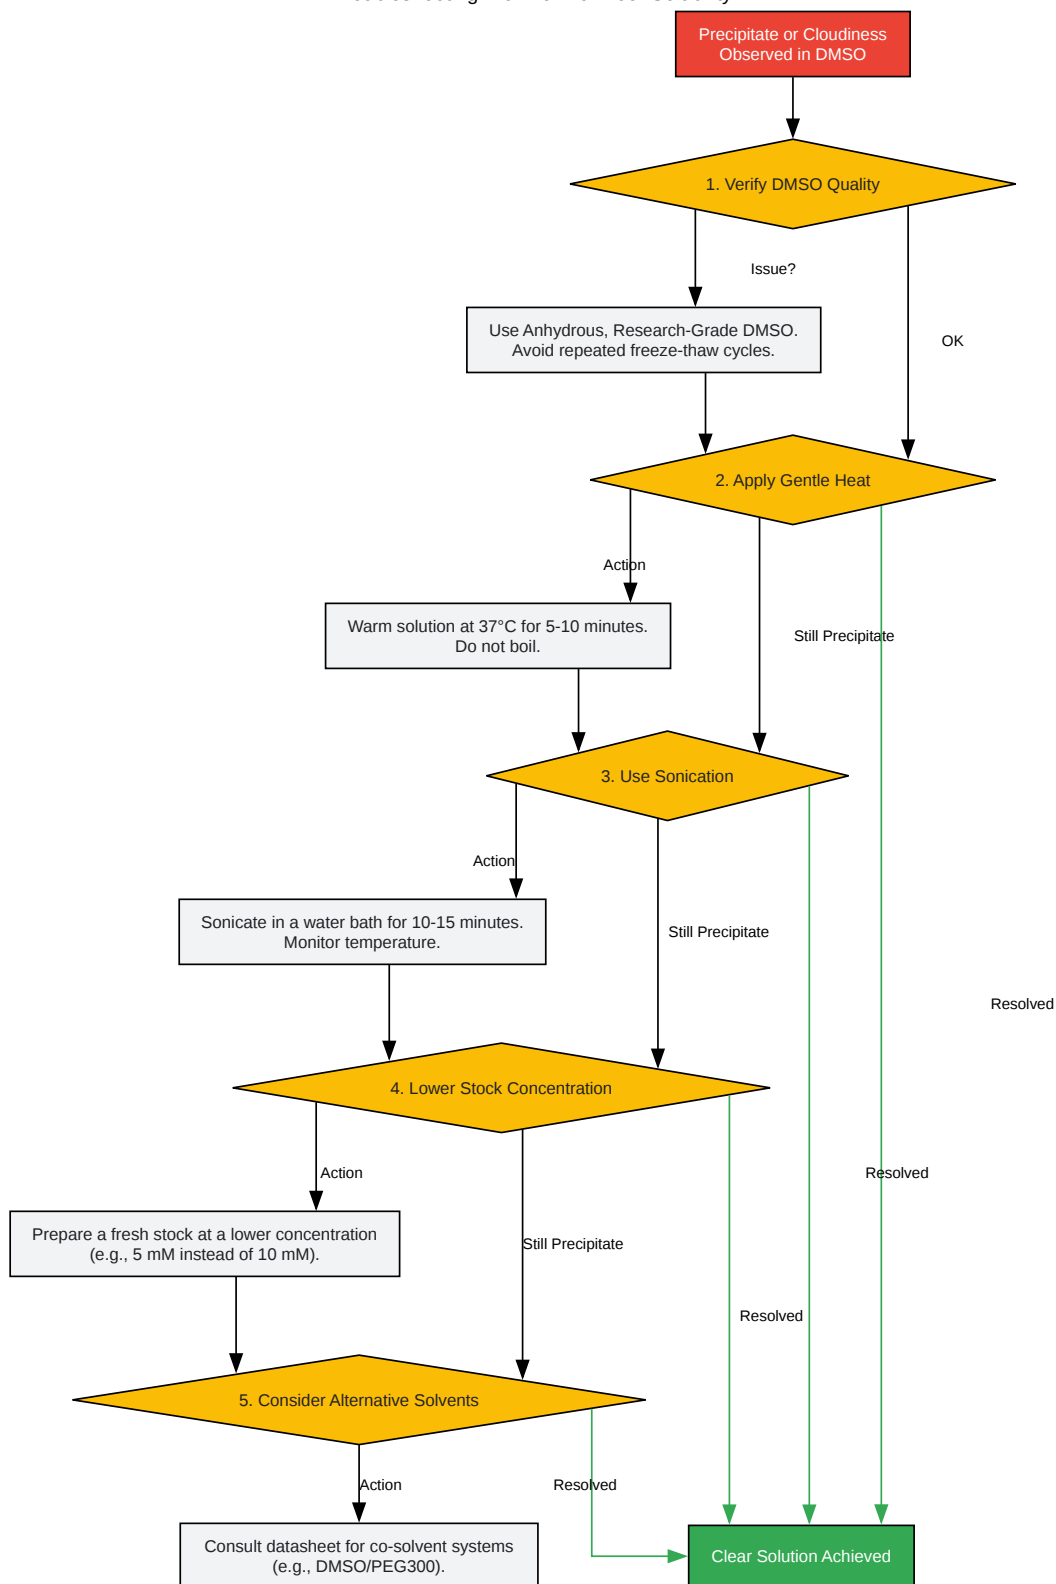 Precipitate or Cloudiness
Observed in DMSO
1. Verify DMSO Quality
Issue?
Use Anhydrous, Research-Grade DMSO.
Avoid repeated freeze-thaw cycles.
OK
2. Apply Gentle Heat
Action
Warm solution at 37°C for 5-10 minutes.
Do not boil.
Still Precipitate
3. Use Sonication
Action
Sonicate in a water bath for 10-15 minutes.
Monitor temperature.
Still Precipitate
Resolved
4. Lower Stock Concentration
Action
Resolved
Prepare a fresh stock at a lower concentration
(e.g., 5 mM instead of 10 mM).
Still Precipitate
Resolved
5. Consider Alternative Solvents
Action
Resolved
Consult datasheet for co-solvent systems
(e.g., DMSO/PEG300).
Clear Solution Achieved